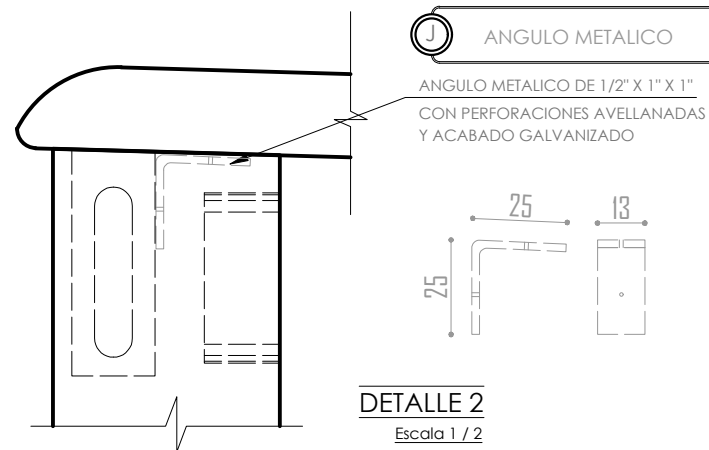 J
ANGULO METALICO
ANGULO METALICO DE 1/2" X 1" X 1"
CON PERFORACIONES AVELLANADAS
Y ACABADO GALVANIZADO
25
13
25
DETALLE 2
Escala 1 / 2